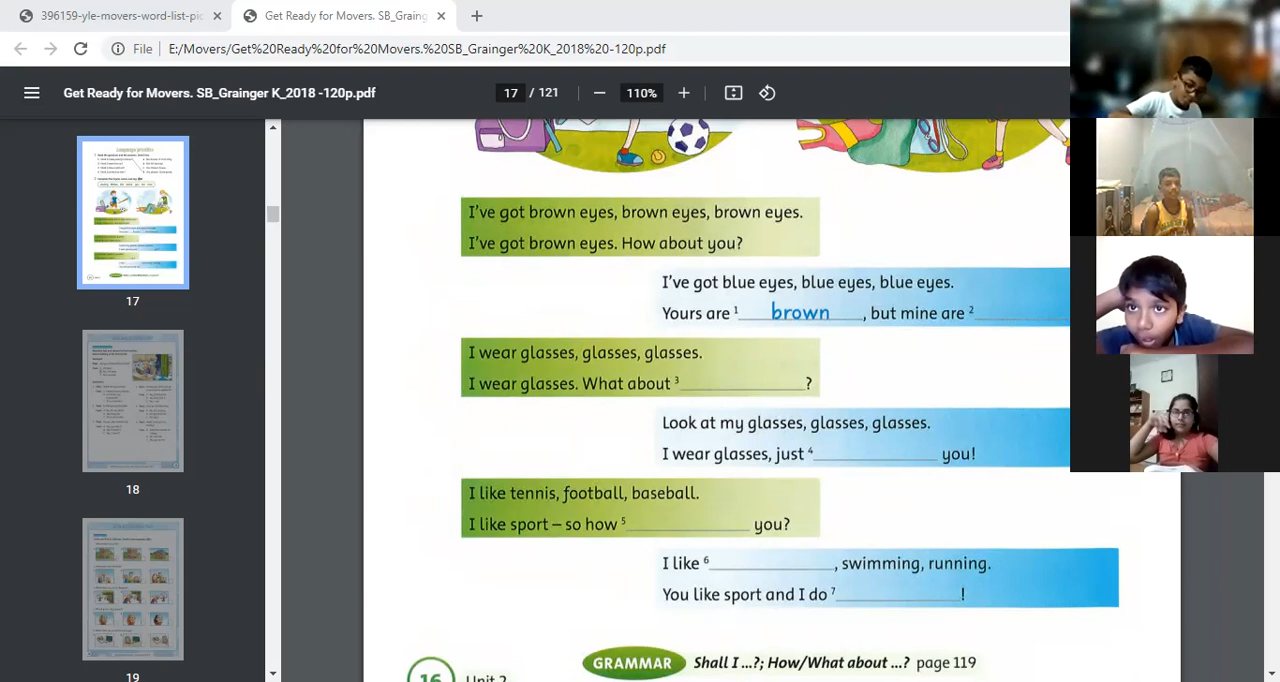 396159-yle-movers-word-list-pic
Get Ready for Movers. SB_Graing
File
E:/Movers/Get%20Ready%20for%20Movers.%20SB_Grainger%20K_2018%20-120p.pdf
Get Ready for Movers. SB_Grainger K_2018 -120p.pdf
17 / 121
110%
17
18
19
I've got brown eyes, brown eyes, brown eyes.
I've got brown eyes. How about you?
I've got blue eyes, blue eyes, blue eyes.
Yours are 1 brown, but mine are 2
I wear glasses, glasses, glasses.
I wear glasses. What about 3 ____________ ?
Look at my glasses, glasses, glasses.
I wear glasses, just 4 ____________ you!
I like tennis, football, baseball.
I like sport – so how 5 ____________ you?
I like 6 ____________, swimming, running.
You like sport and I do 7 ____________ !
GRAMMAR Shall I ...?; How/What about ...? page 119
16 Unit 2